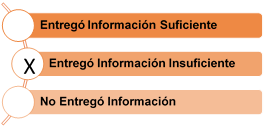 Entregó Información Suficiente
X Entregó Información Insuficiente
No Entregó Información